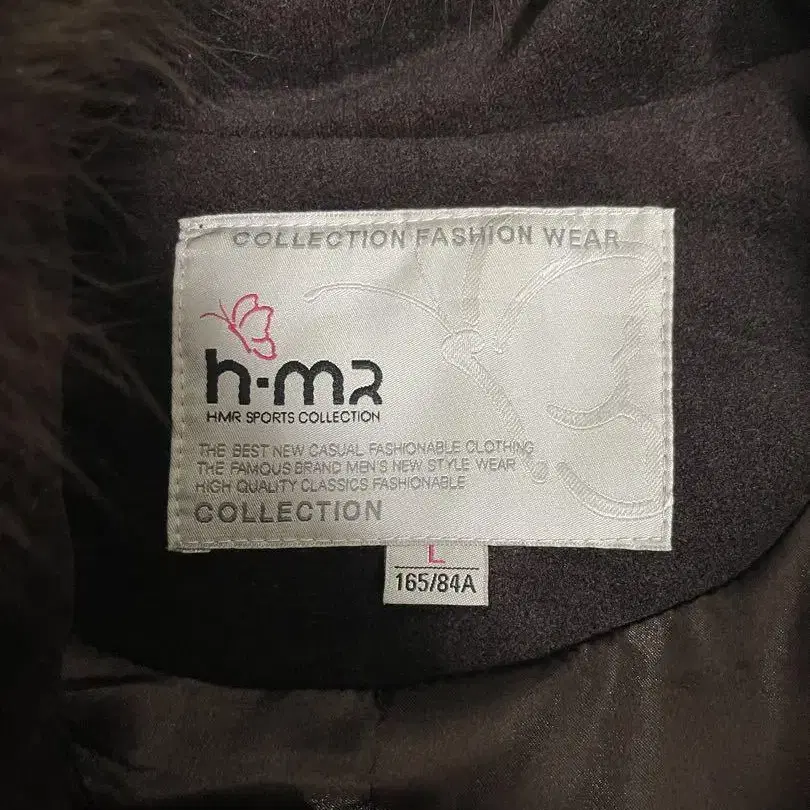 COLLECTION FASHION WEAR
h-mr
HMR SPORTS COLLECTION
THE BEST NEW CASUAL FASHIONABLE CLOTHING
THE FAMOUS BRAND MEN'S NEW STYLE WEAR
HIGH QUALITY CLASSICS FASHIONABLE
COLLECTION
L
165/84A